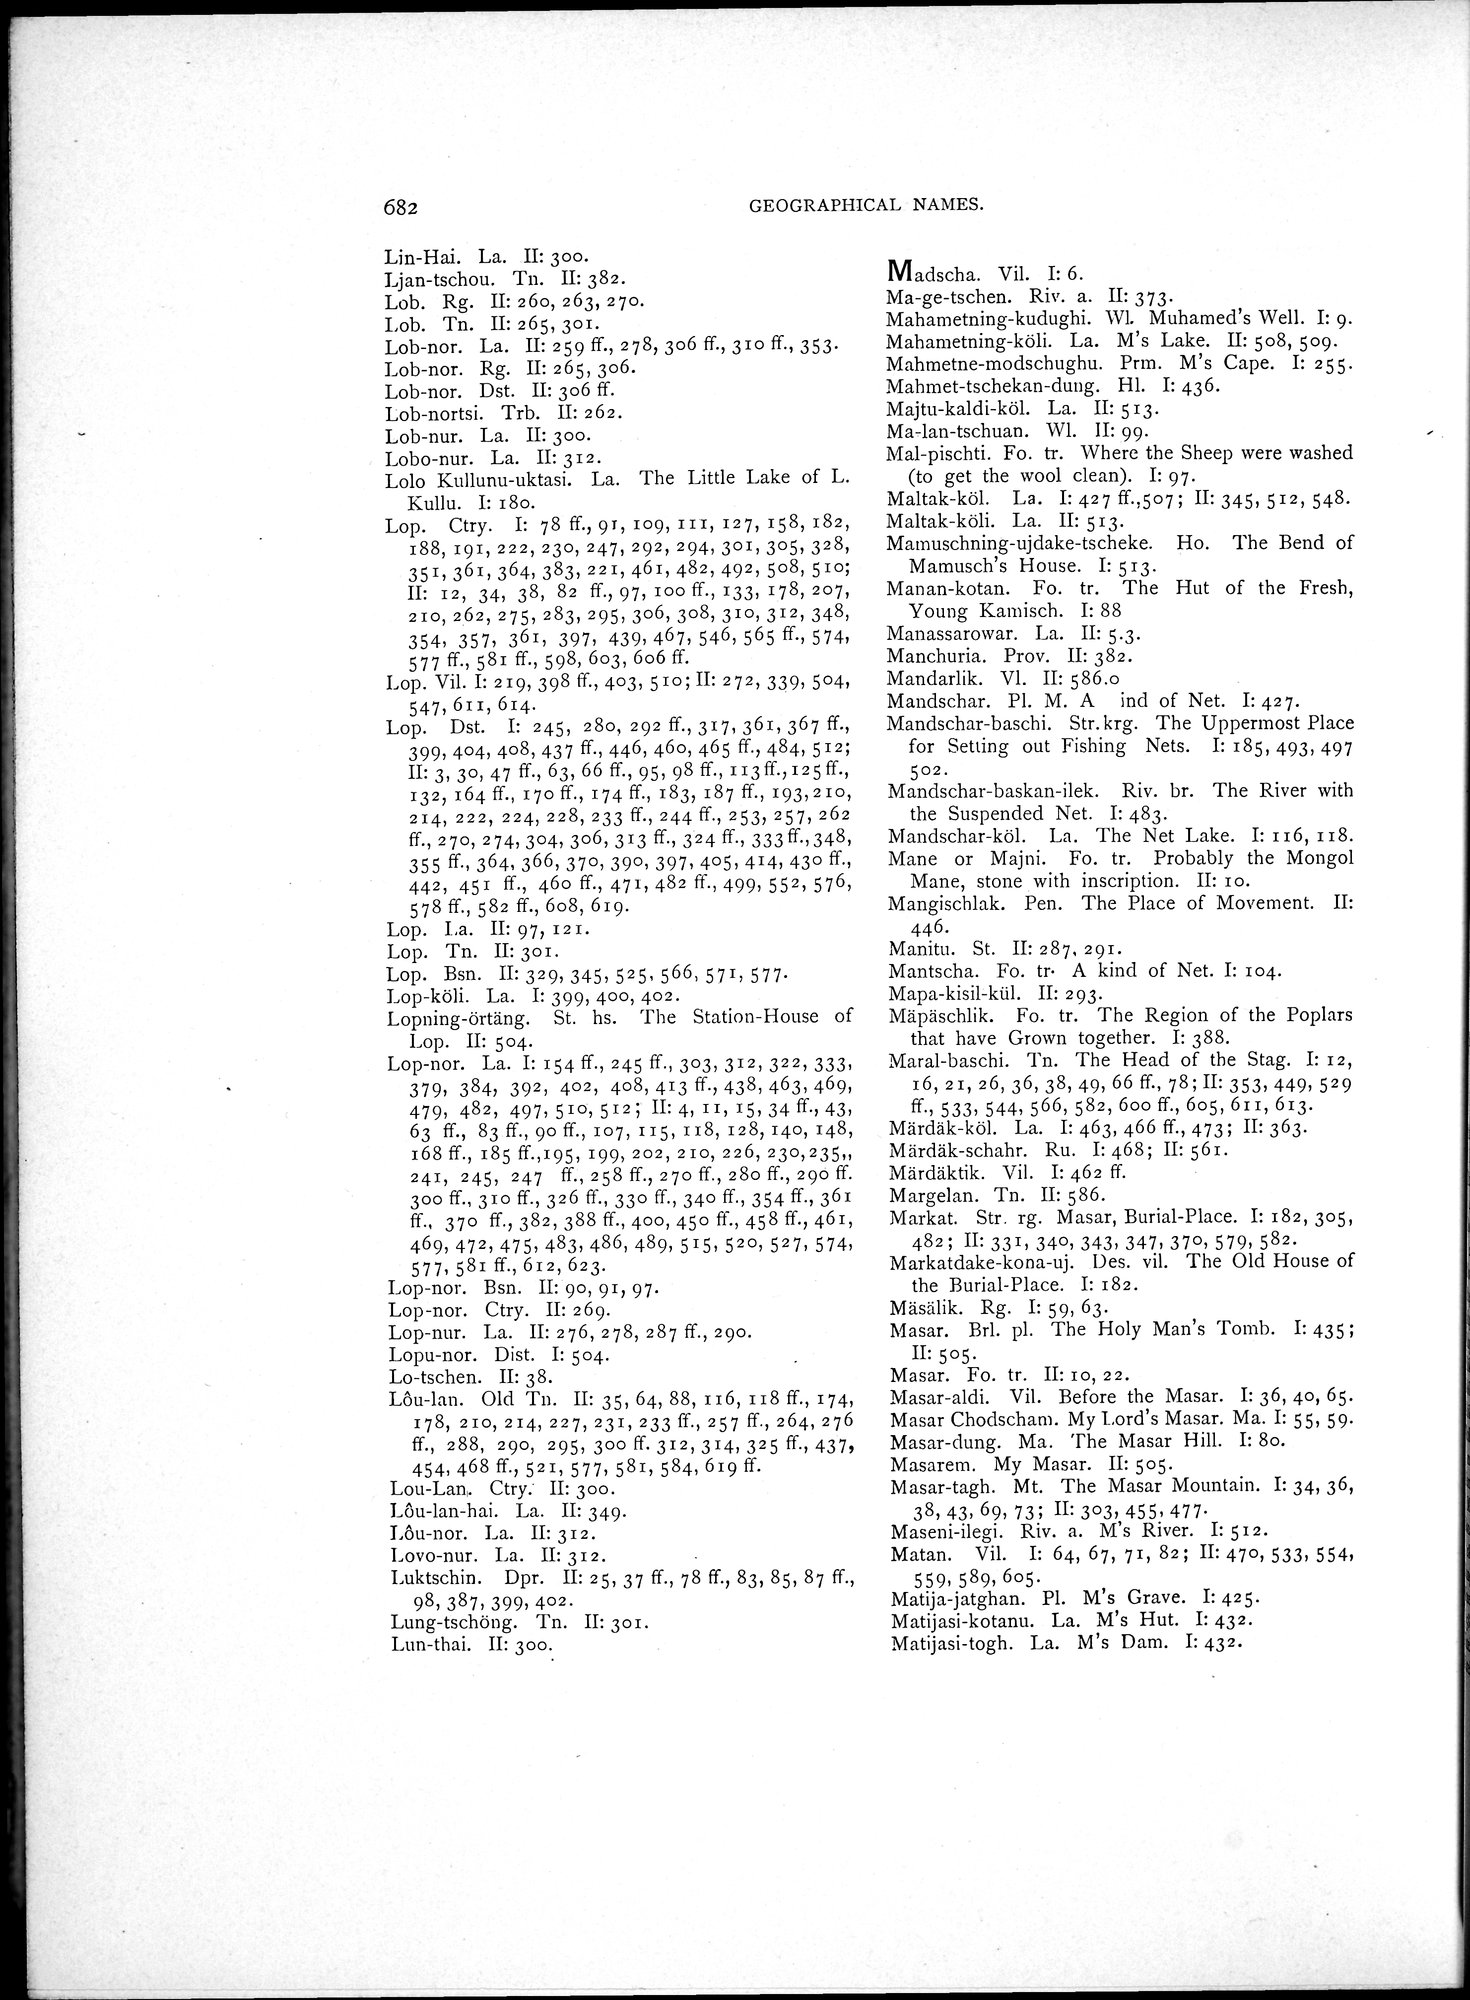 682
GEOGRAPHICAL NAMES.
Lin-Hai. La. II: 300.
Ljan-tschou. Tn. II: 382.
Lob. Rg. II: 260, 263, 270.
Lob. Tn. II: 265, 301.
Lob-nor. La. II: 259 ff., 278, 306 ff., 310 ff., 353.
Lob-nor. Rg. II: 265, 306.
Lob-nor. Dst. II: 306 ff.
Lob-nortsi. Trb. II: 262.
Lob-nur. La. II: 300.
Lobo-nur. La. II: 312.
Lolo Kullunu-uktasi. La. The Little Lake of L.
Kullu. I: 180.
Lop. Ctry. I: 78 ff., 91, 109, 111, 127, 158, 182,
188, 191, 222, 230, 247, 292, 294, 301, 305, 328,
351, 361, 364, 383, 221, 461, 482, 492, 508, 510;
II: 12, 34, 38, 82 ff., 97, 100 ff., 133, 178, 207,
210, 262, 275, 283, 295, 306, 308, 310, 312, 348,
354, 357, 361, 397, 439, 467, 546, 565 ff., 574,
577 ff., 581 ff., 598, 603, 606 ff.
Lop. Vil. I: 219, 398 ff., 403, 510; II: 272, 339, 504,
547, 611, 614.
Lop. Dst. I: 245, 280, 292 ff., 317, 361, 367 ff.,
399, 404, 408, 437 ff., 446, 460, 465 ff., 484, 512;
II: 3, 30, 47 ff., 63, 66 ff., 95, 98 ff., 113 ff., 125 ff.,
132, 164 ff., 170 ff., 174 ff., 183, 187 ff., 193, 210,
214, 222, 224, 228, 233 ff., 244 ff., 253, 257, 262
ff., 270, 274, 304, 306, 313 ff., 324 ff., 333 ff., 348,
355 ff., 364, 366, 370, 390, 397, 405, 414, 430 ff.,
442, 451 ff., 460 ff., 471, 482 ff., 499, 552, 576,
578 ff., 582 ff., 608, 619.
Lop. La. II: 97, 121.
Lop. Tn. II: 301.
Lop. Bsn. II: 329, 345, 525, 566, 571, 577.
Lop-köli. La. I: 399, 400, 402.
Lopning-örtäng. St. hs. The Station-House of
Lop. II: 504.
Lop-nor. La. I: 154 ff., 245 ff., 303, 312, 322, 333,
379, 384, 392, 402, 408, 413 ff., 438, 463, 469,
479, 482, 497, 510, 512; II: 4, 11, 15, 34 ff., 43,
63 ff., 83 ff., 90 ff., 107, 115, 118, 128, 140, 148,
168 ff., 185 ff., 195, 199, 202, 210, 226, 230, 235,,
241, 245, 247 ff., 258 ff., 270 ff., 280 ff., 290 ff.
300 ff., 310 ff., 326 ff., 330 ff., 340 ff., 354 ff., 361
ff., 370 ff., 382, 388 ff., 400, 450 ff., 458 ff., 461,
469, 472, 475, 483, 486, 489, 515, 520, 527, 574,
577, 581 ff., 612, 623.
Lop-nor. Bsn. II: 90, 91, 97.
Lop-nor. Ctry. II: 269.
Lop-nur. La. II: 276, 278, 287 ff., 290.
Lopu-nor. Dist. I: 504.
Lo-tschen. II: 38.
Lôu-lan. Old Tn. II: 35, 64, 88, 116, 118 ff., 174,
178, 210, 214, 227, 231, 233 ff., 257 ff., 264, 276
ff., 288, 290, 295, 300 ff. 312, 314, 325 ff., 437,
454, 468 ff., 521, 577, 581, 584, 619 ff.
Lou-Lan. Ctry. II: 300.
Lôu-lan-hai. La. II: 349.
Lôu-nor. La. II: 312.
Lovo-nur. La. II: 312.
Luktschin. Dpr. II: 25, 37 ff., 78 ff., 83, 85, 87 ff.,
98, 387, 399, 402.
Lung-tschöng. Tn. II: 301.
Lun-thai. II: 300.
Madscha. Vil. I: 6.
Ma-ge-tschen. Riv. a. II: 373.
Mahametning-kudughi. Wl. Muhamed's Well. I: 9.
Mahametning-köli. La. M's Lake. II: 508, 509.
Mahmetne-modschughu. Prm. M's Cape. I: 255.
Mahmet-tschekan-dung. Hl. I: 436.
Majtu-kaldi-köl. La. II: 513.
Ma-lan-tschuan. Wl. II: 99.
Mal-pischti. Fo. tr. Where the Sheep were washed
(to get the wool clean). I: 97.
Maltak-köl. La. I: 427 ff.,507; II: 345, 512, 548.
Maltak-köli. La. II: 513.
Mamuschning-ujdake-tscheke. Ho. The Bend of
Mamusch's House. I: 513.
Manan-kotan. Fo. tr. The Hut of the Fresh,
Young Kamisch. I: 88
Manassarowar. La. II: 5.3.
Manchuria. Prov. II: 382.
Mandarlik. Vl. II: 586.0
Mandschar. Pl. M. A ind of Net. I: 427.
Mandschar-baschi. Str. krg. The Uppermost Place
for Setting out Fishing Nets. I: 185, 493, 497
502.
Mandschar-baskan-ilek. Riv. br. The River with
the Suspended Net. I: 483.
Mandschar-köl. La. The Net Lake. I: 116, 118.
Mane or Majni. Fo. tr. Probably the Mongol
Mane, stone with inscription. II: 10.
Mangischlak. Pen. The Place of Movement. II:
446.
Manitu. St. II: 287, 291.
Mantscha. Fo. tr. A kind of Net. I: 104.
Mapa-kisil-kül. II: 293.
Mäpäschlik. Fo. tr. The Region of the Poplars
that have Grown together. I: 388.
Maral-baschi. Tn. The Head of the Stag. I: 12,
16, 21, 26, 36, 38, 49, 66 ff., 78; II: 353, 449, 529
ff., 533, 544, 566, 582, 600 ff., 605, 611, 613.
Märdäk-köl. La. I: 463, 466 ff., 473; II: 363.
Märdäk-schahr. Ru. I: 468; II: 561.
Märdäktik. Vil. I: 462 ff.
Margelan. Tn. II: 586.
Markat. Str. rg. Masar, Burial-Place. I: 182, 305,
482; II: 331, 340, 343, 347, 370, 579, 582.
Markatdake-kona-uj. Des. vil. The Old House of
the Burial-Place. I: 182.
Mäsälik. Rg. I: 59, 63.
Masar. Brl. pl. The Holy Man's Tomb. I: 435;
II: 505.
Masar. Fo. tr. II: 10, 22.
Masar-aldi. Vil. Before the Masar. I: 36, 40, 65.
Masar Chodscham. My Lord's Masar. Ma. I: 55, 59.
Masar-dung. Ma. The Masar Hill. I: 80.
Masarem. My Masar. II: 505.
Masar-tagh. Mt. The Masar Mountain. I: 34, 36,
38, 43, 69, 73; II: 303, 455, 477.
Maseni-ilegi. Riv. a. M's River. I: 512.
Matan. Vil. I: 64, 67, 71, 82; II: 470, 533, 554,
559, 589, 605.
Matija-jatghan. Pl. M's Grave. I: 425.
Matijasi-kotanu. La. M's Hut. I: 432.
Matijasi-togh. La. M's Dam. I: 432.